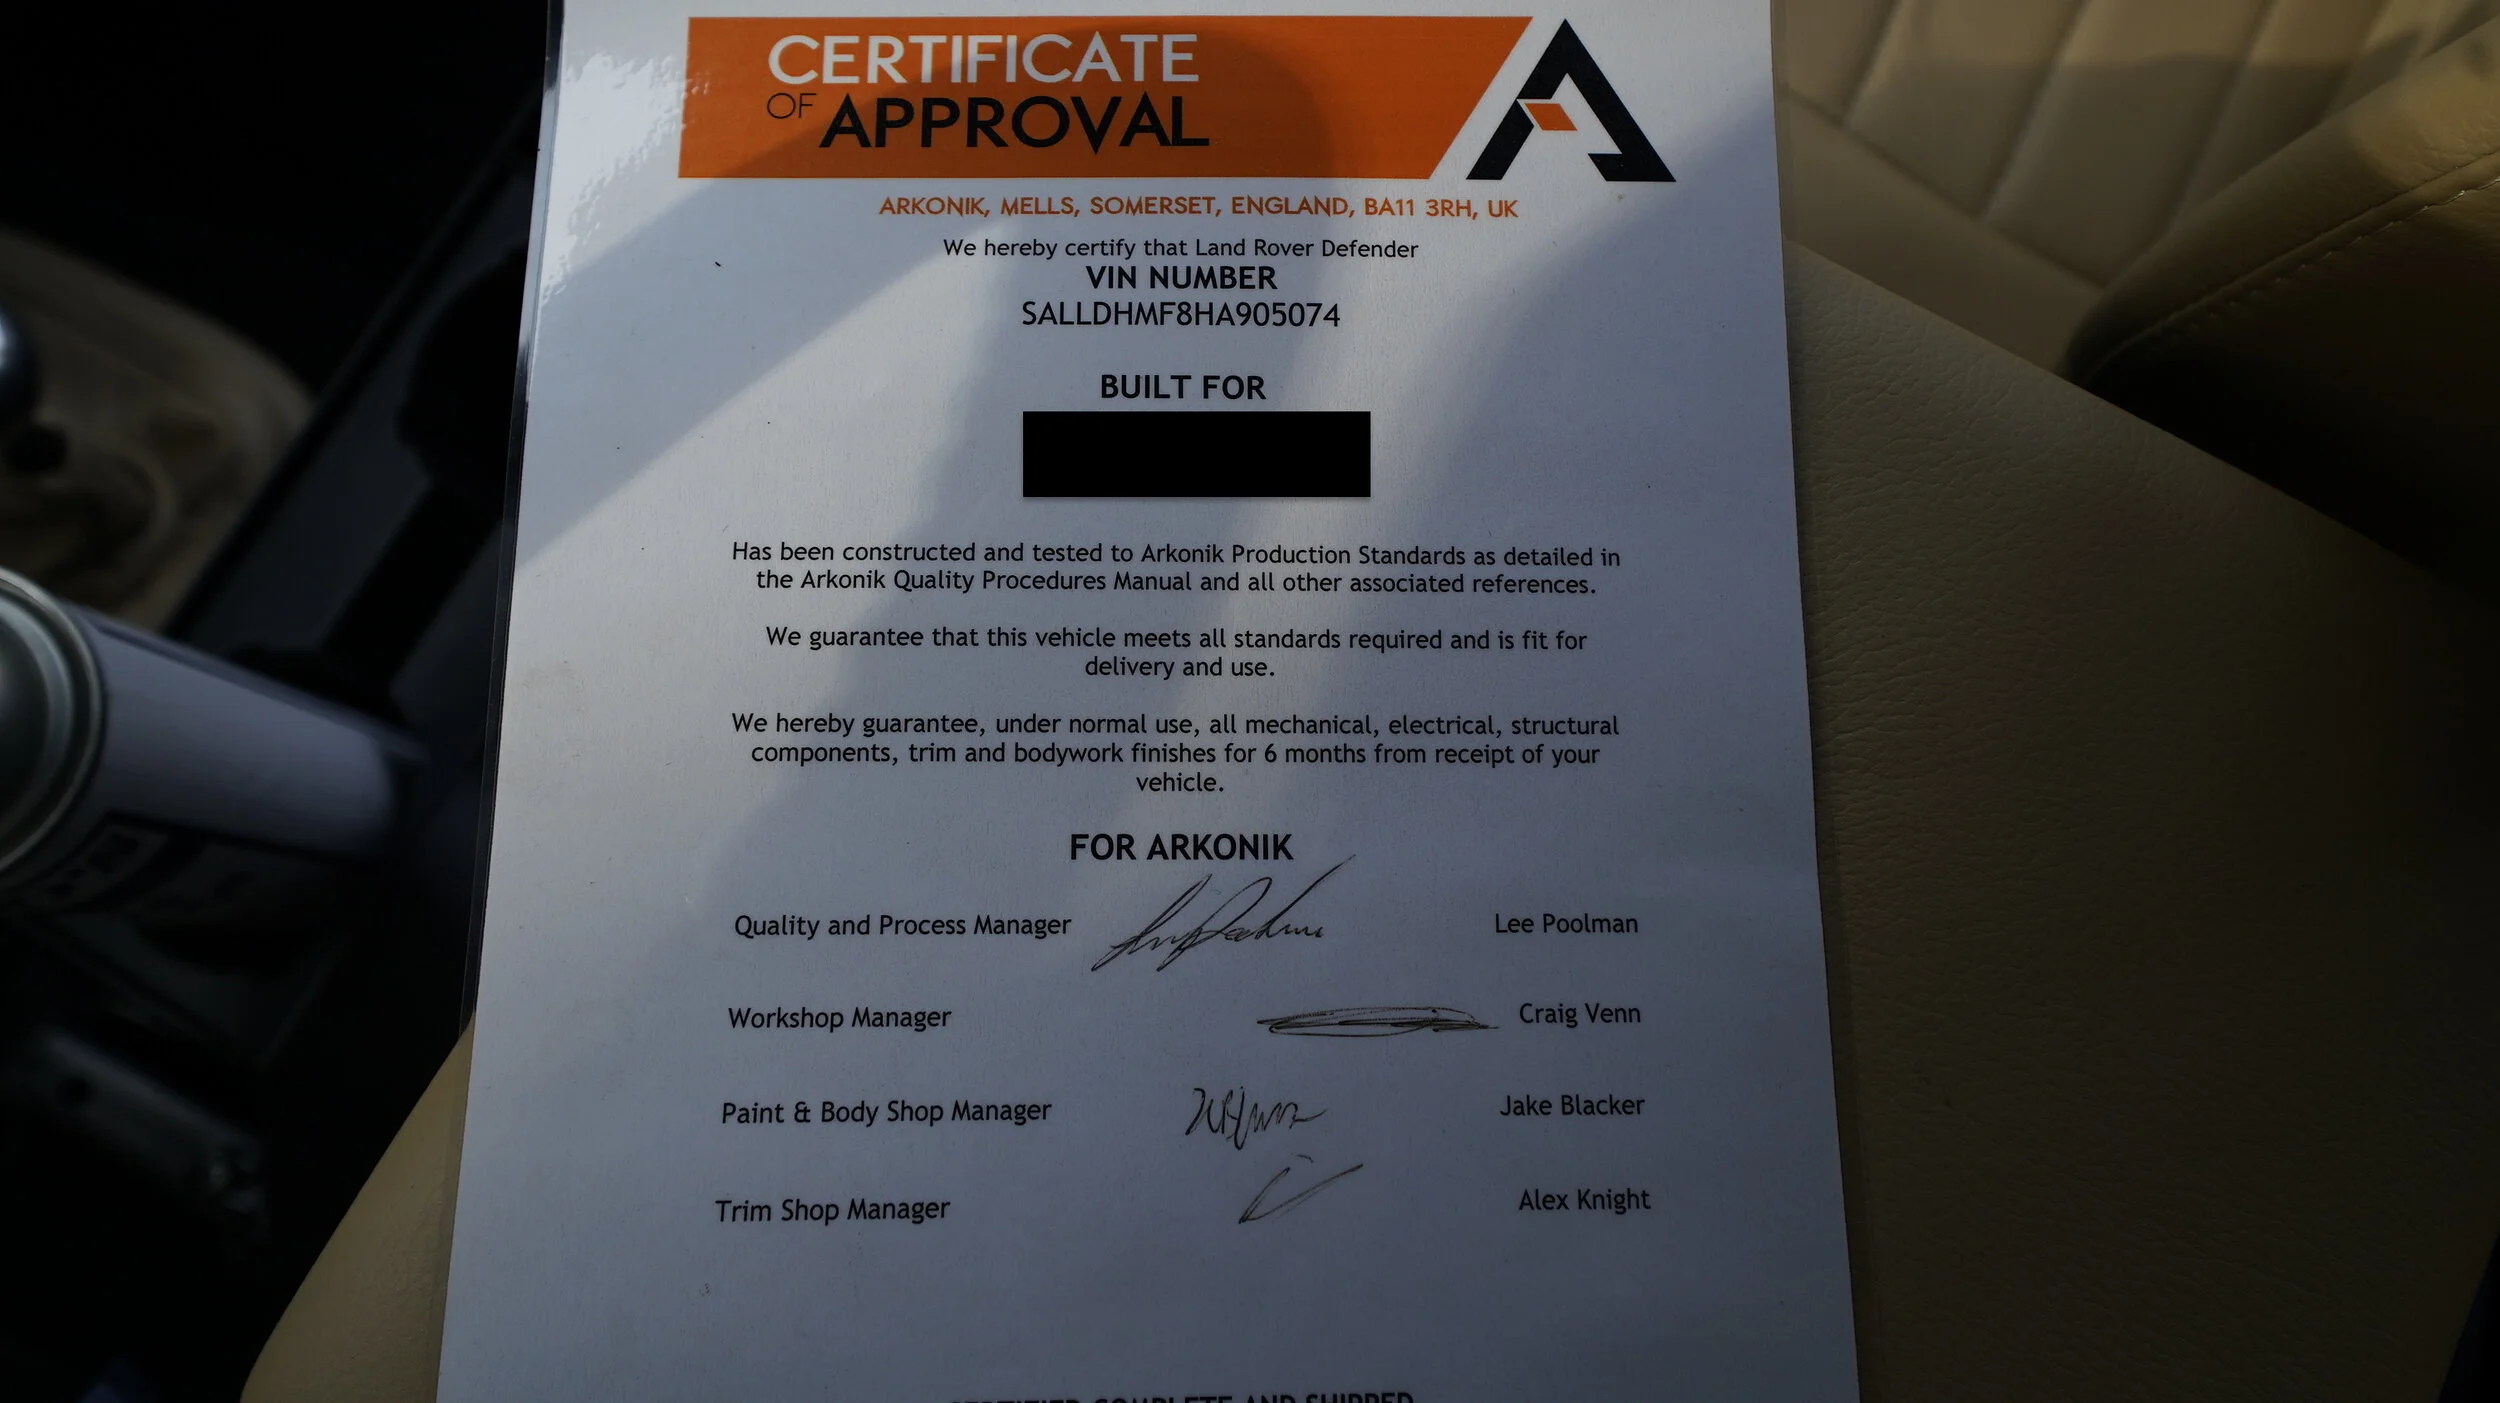 CERTIFICATE
OF APPROVAL
ARKONIK, MELLS, SOMERSET, ENGLAND, BA11 3RH, UK
We hereby certify that Land Rover Defender
VIN NUMBER
SALLDHMF8HA905074
BUILT FOR
Has been constructed and tested to Arkonik Production Standards as detailed in
the Arkonik Quality Procedures Manual and all other associated references.
We guarantee that this vehicle meets all standards required and is fit for
delivery and use.
We hereby guarantee, under normal use, all mechanical, electrical, structural
components, trim and bodywork finishes for 6 months from receipt of your
vehicle.
FOR ARKONIK
Quality and Process Manager Lee Poolman
Workshop Manager Craig Venn
Paint & Body Shop Manager Jake Blacker
Trim Shop Manager Alex Knight
CERTIFIED COMPLETE AND SHIPPED